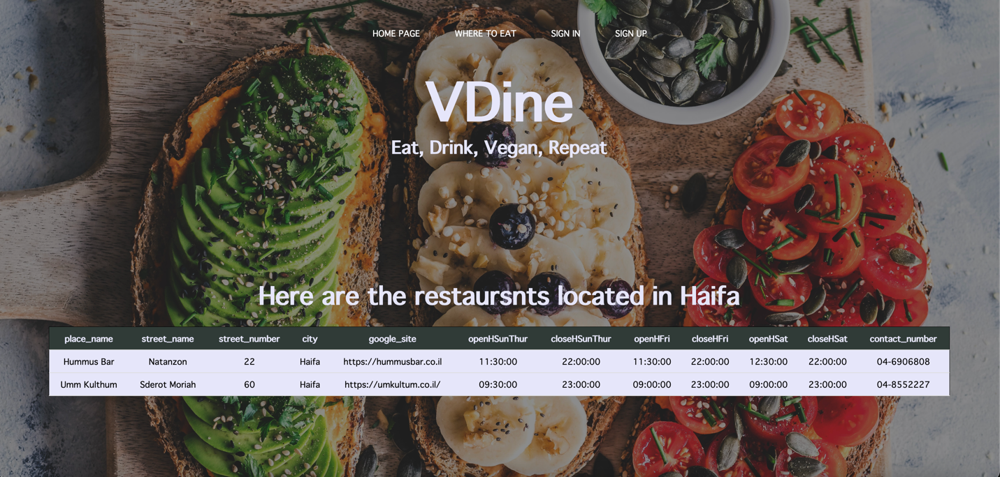 HOME PAGE WHERE TO EAT SIGN IN SIGN UP
VDine
Eat, Drink, Vegan, Repeat
Here are the restaursnts located in Haifa
place_name street_name street_number city google_site openHSunThur closeHSunThur openHFri closeHFri openHSat closeHSat contact_number
Hummus Bar Natanzon 22 Haifa https://hummusbar.co.il 11:30:00 22:00:00 11:30:00 22:00:00 12:30:00 22:00:00 04-6906808
Umm Kulthum Sderot Moriah 60 Haifa https://umkultum.co.il/ 09:30:00 23:00:00 09:00:00 23:00:00 09:00:00 23:00:00 04-8552227